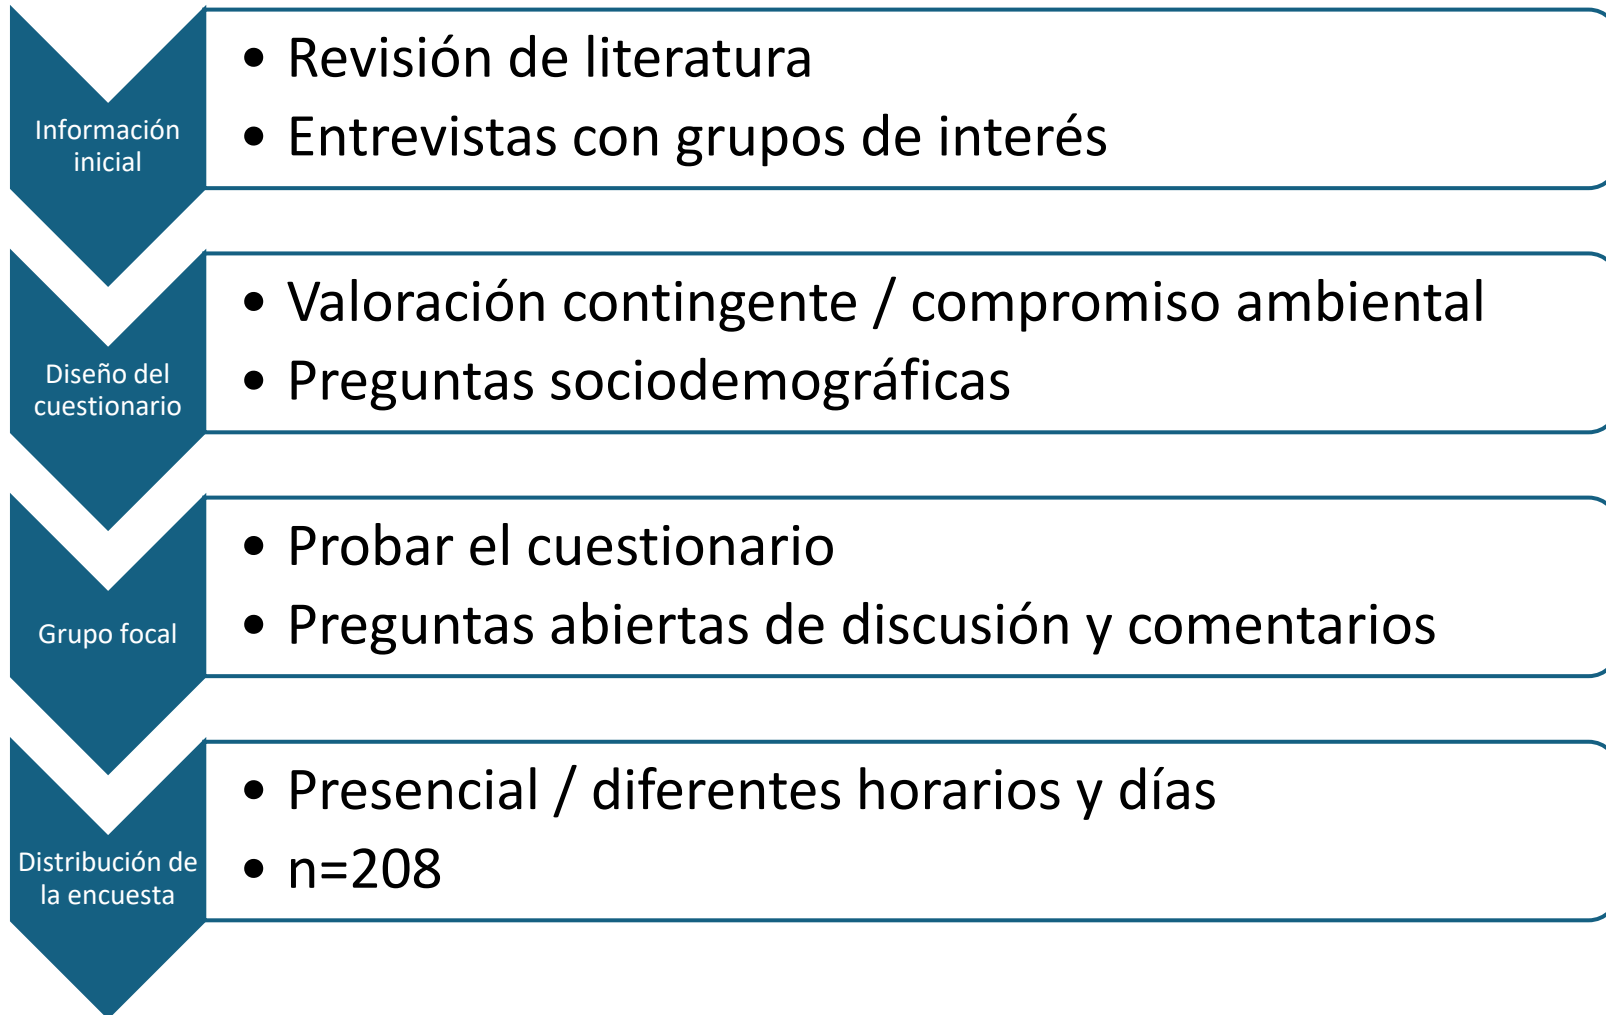 Información
inicial
• Revisión de literatura
• Entrevistas con grupos de interés
Diseño del
cuestionario
• Valoración contingente / compromiso ambiental
• Preguntas sociodemográficas
Grupo focal
• Probar el cuestionario
• Preguntas abiertas de discusión y comentarios
Distribución de
la encuesta
• Presencial / diferentes horarios y días
• n=208